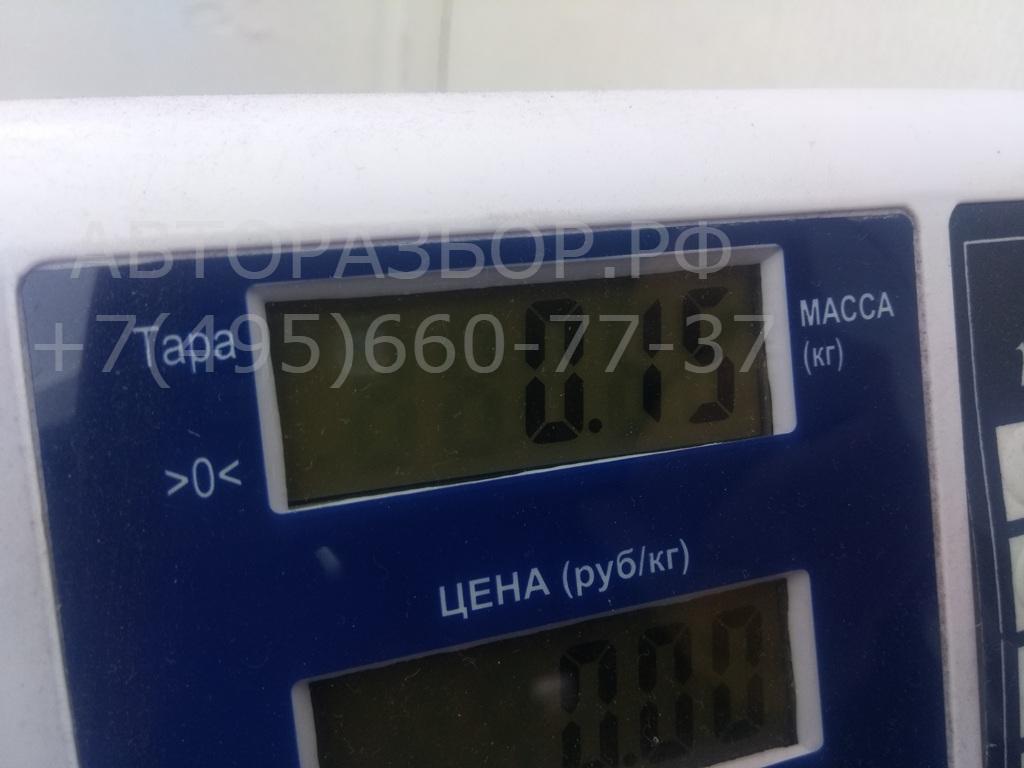 АВТОРАЗБОР.РФ
+7(495)660-77-37
Тара
0.15
МАССА
(кг)
>0<
ЦЕНА (руб/кг)
0.00